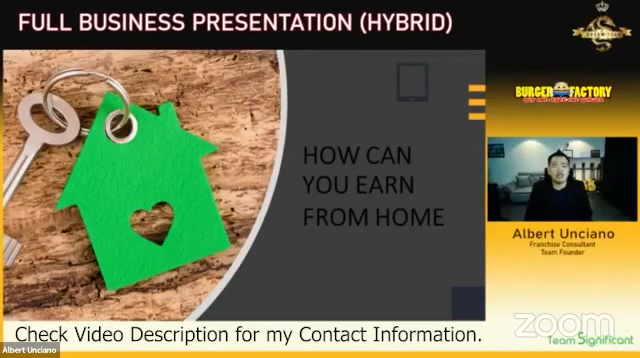 FULL BUSINESS PRESENTATION (HYBRID)
BURGER FACTORY
HOW CAN
YOU EARN
FROM HOME
Albert Unciano
Franchise Consultant
Team Founder
zoom
Check Video Description for my Contact Information.
Team Significant
Albert Unciano